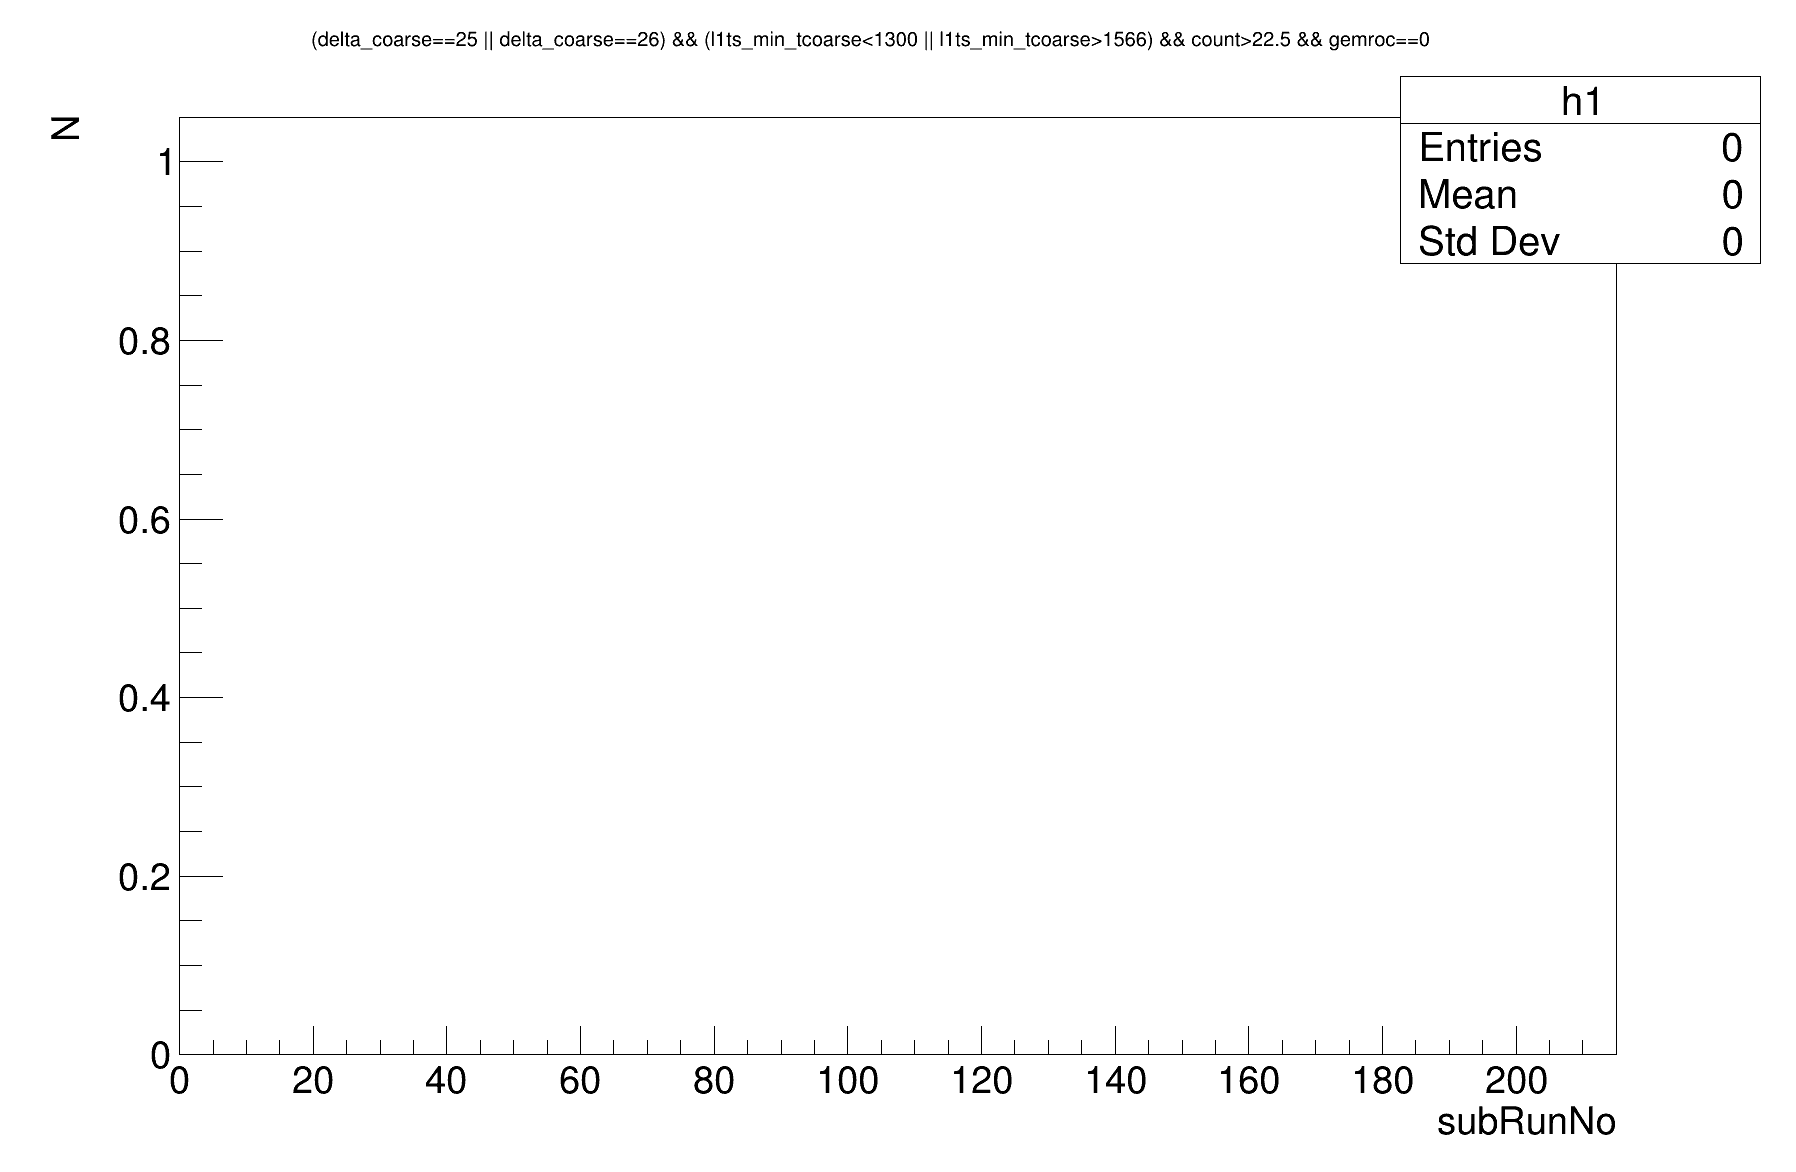 (delta_coarse==25 || delta_coarse==26) && (l1ts_min_tcoarse<1300 || l1ts_min_tcoarse>1566) && count>22.5 && gemroc==0
h1
Entries 0
Mean 0
Std Dev 0
N
1
0.8
0.6
0.4
0.2
0
0 20 40 60 80 100 120 140 160 180 200
subRunNo